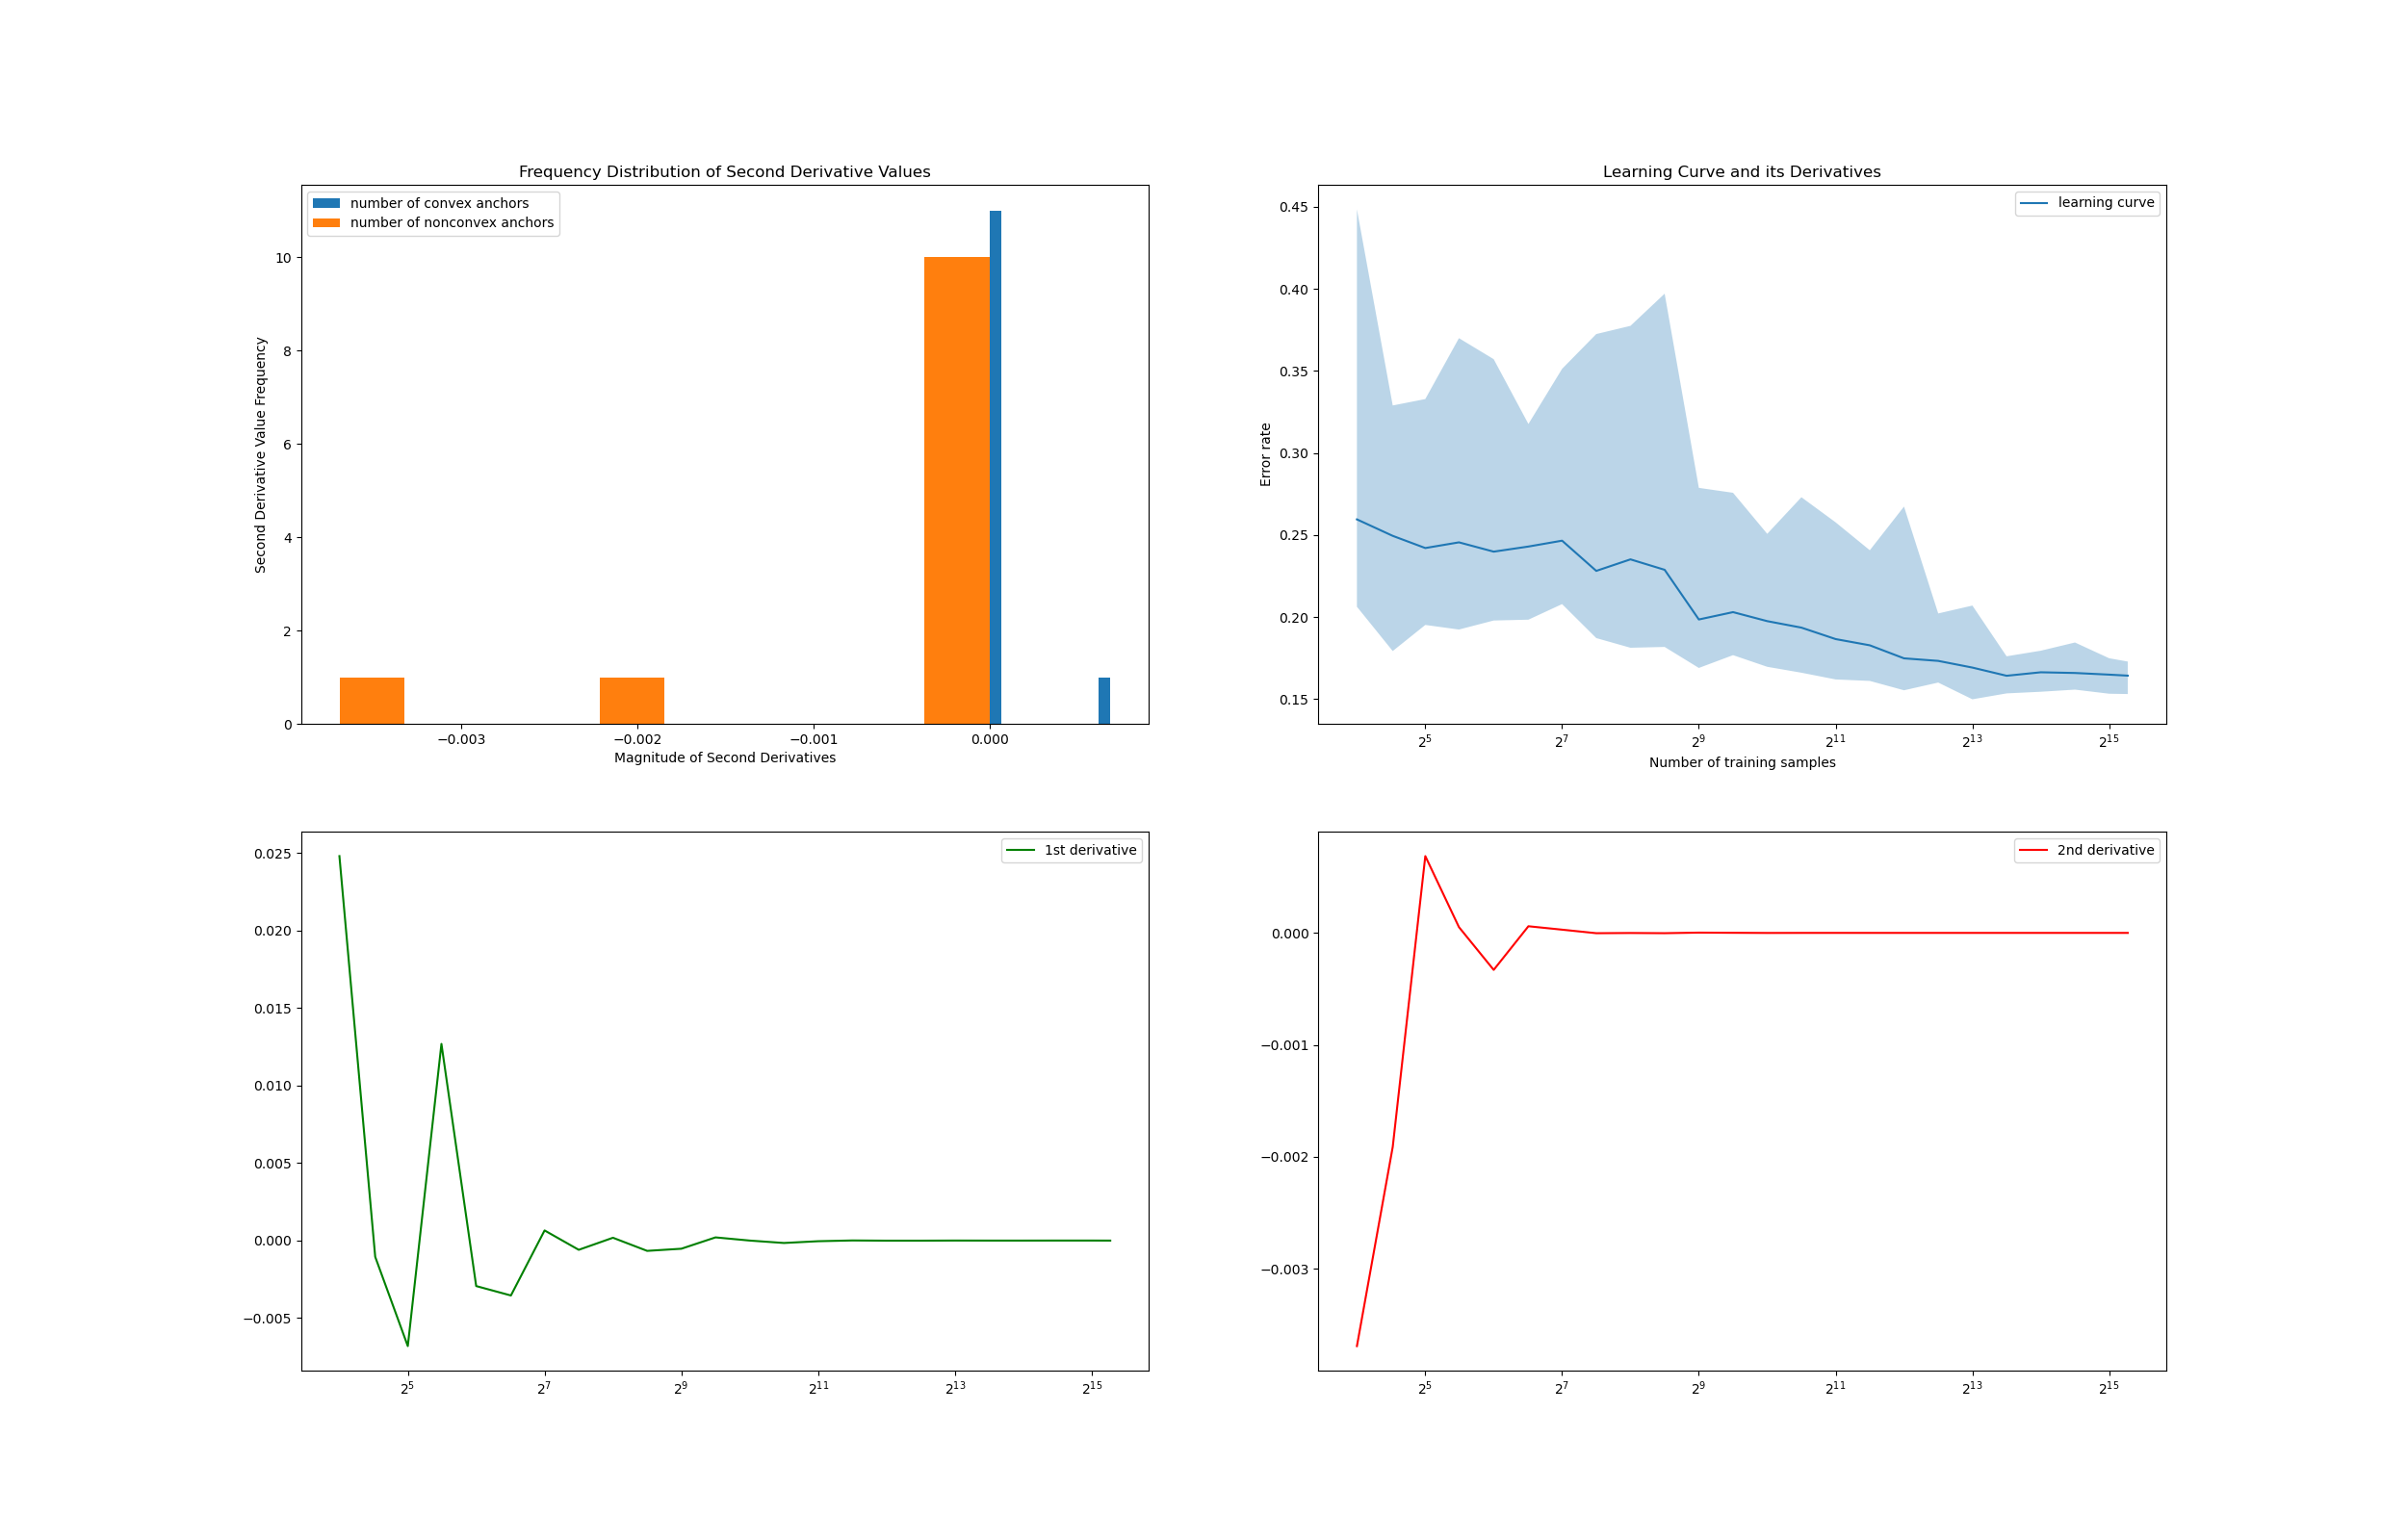 Frequency Distribution of Second Derivative Values
number of convex anchors
number of nonconvex anchors
Second Derivative Value Frequency
10
8
6
4
2
0
−0.003 −0.002 −0.001 0.000
Magnitude of Second Derivatives
Learning Curve and its Derivatives
learning curve
Error rate
0.45
0.40
0.35
0.30
0.25
0.20
0.15
2^5 2^7 2^9 2^11 2^13 2^15
Number of training samples
1st derivative
0.025
0.020
0.015
0.010
0.005
0.000
−0.005
2^5 2^7 2^9 2^11 2^13 2^15
2nd derivative
0.000
−0.001
−0.002
−0.003
2^5 2^7 2^9 2^11 2^13 2^15